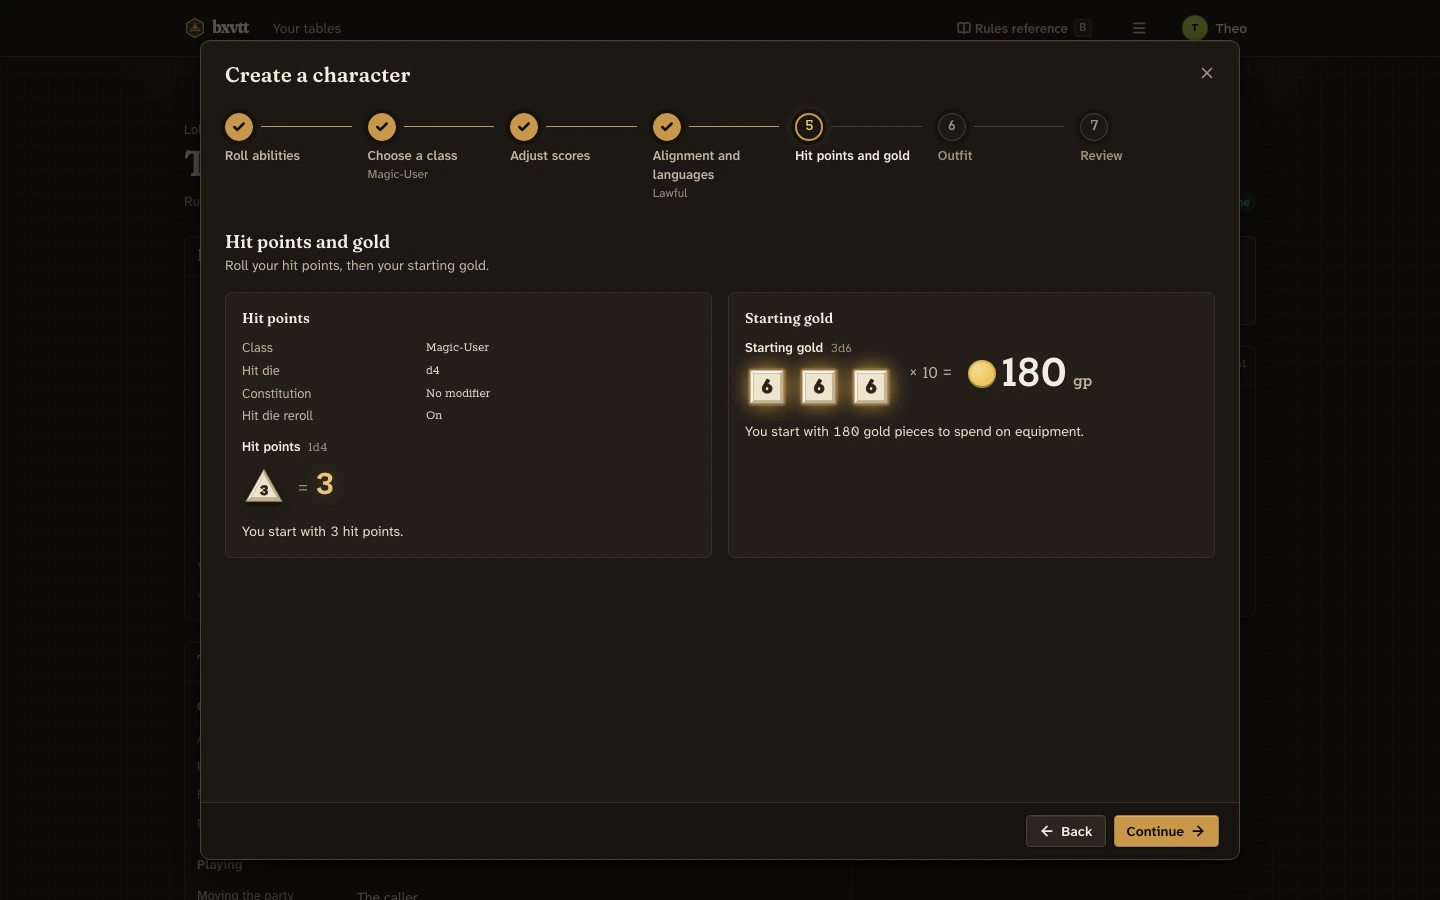 bxvtt Your tables Rules reference B T Theo
Create a character
5 6 7
Roll abilities Choose a class Adjust scores Alignment and languages Hit points and gold Outfit Review
Magic-User
Lawful
Hit points and gold
Roll your hit points, then your starting gold.
Hit points
Class Magic-User
Hit die d4
Constitution No modifier
Hit die reroll On
Hit points 1d4
3 = 3
You start with 3 hit points.
Starting gold
Starting gold 3d6
6 6 6 × 10 = 180 gp
You start with 180 gold pieces to spend on equipment.
Back Continue
Playing
Moving the party The caller